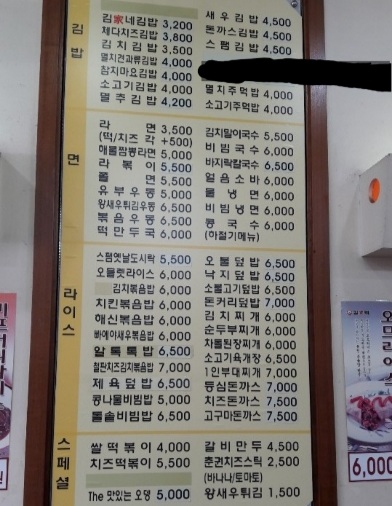 김밥
김家네김밥 3,200
체다치즈김밥 3,800
김치김밥 3,500
멸치견과류김밥 4,000
참치마요김밥 4,000
소고기김밥 4,000
멸추김밥 4,200
새우김밥 4,500
돈까스김밥 4,500
스팸김밥 4,500
멸치주먹밥 4,000
소고기주먹밥 4,000
면
라면 3,500
(떡/치즈 각 +500)
해물짬뽕라면 5,000
라볶이 5,500
쫄면 5,500
유부우동 5,500
왕새우튀김우동 6,500
볶음우동 6,500
떡만두국 6,000
김치말이국수 5,500
비빔국수 6,000
바지락칼국수 6,500
얼음소바 6,000
물냉면 6,000
비빔냉면 6,000
콩국수 6,000
(하절기메뉴)
라이스
스팸옛날도시락 5,500
오믈렛라이스 6,000
김치볶음밥 6,000
치킨볶음밥 6,000
해신볶음밥 6,000
빠에야새우볶음밥 6,000
알톡톡밥 6,500
철판치즈김치볶음밥 7,000
제육덮밥 6,500
콩나물비빔밥 5,000
돌솥비빔밥 6,500
오물덮밥 6,500
낙지덮밥 6,500
소불고기덮밥 6,500
돈커리덮밥 7,000
김치찌개 6,000
순두부찌개 6,000
차돌된장찌개 6,000
소고기육개장 6,500
1인부대찌개 7,000
등심돈까스 7,000
치즈돈까스 7,500
고구마돈까스 7,500
스페셜
쌀떡볶이 4,000
치즈떡볶이 5,500
The 맛있는 오뎅 5,000
갈비만두 4,500
춘권치즈스틱 2,500
(바나나/토마토)
왕새우튀김 1,500
6,000